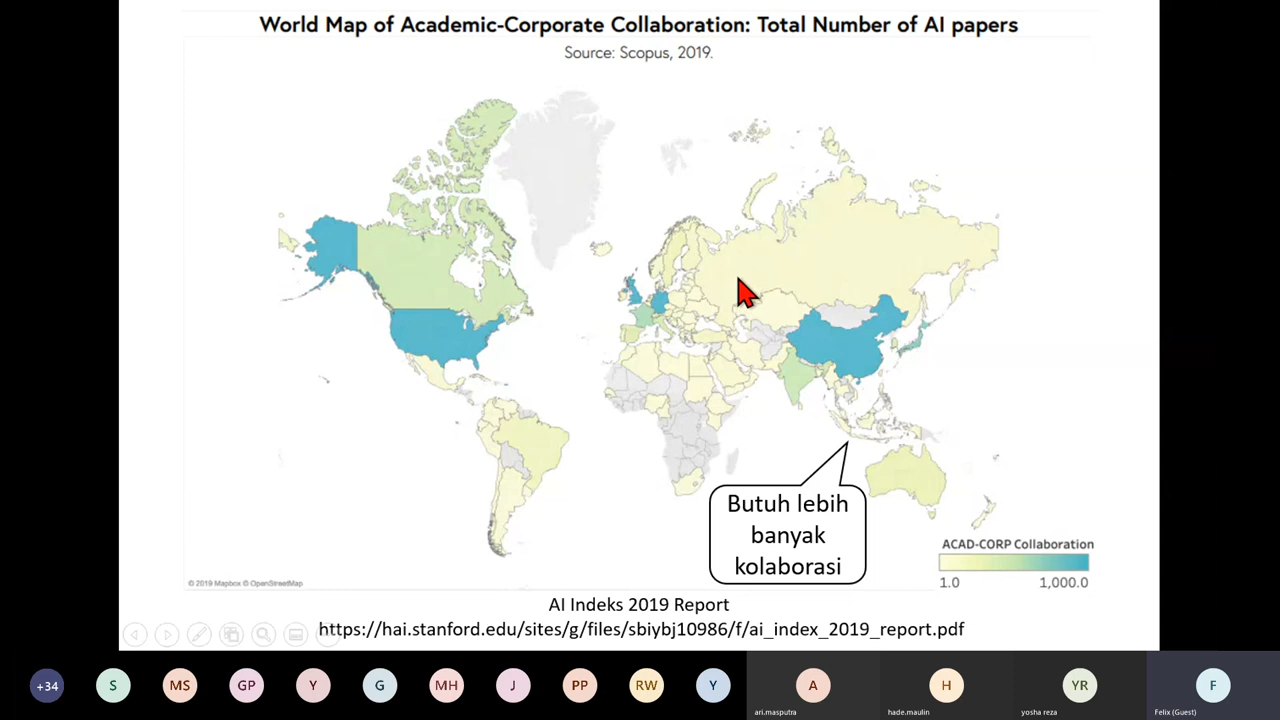 World Map of Academic-Corporate Collaboration: Total Number of AI papers
Source: Scopus, 2019.
Butuh lebih
banyak
kolaborasi
ACAD-CORP Collaboration
1.0 1,000.0
© 2019 Mapbox © OpenStreetMap
AI Indeks 2019 Report
https://hai.stanford.edu/sites/g/files/sbiybj10986/f/ai_index_2019_report.pdf
+34 S MS GP Y G MH J PP RW Y A H YR F
ari.masputra hade.maulin yosha reza Felix (Guest)